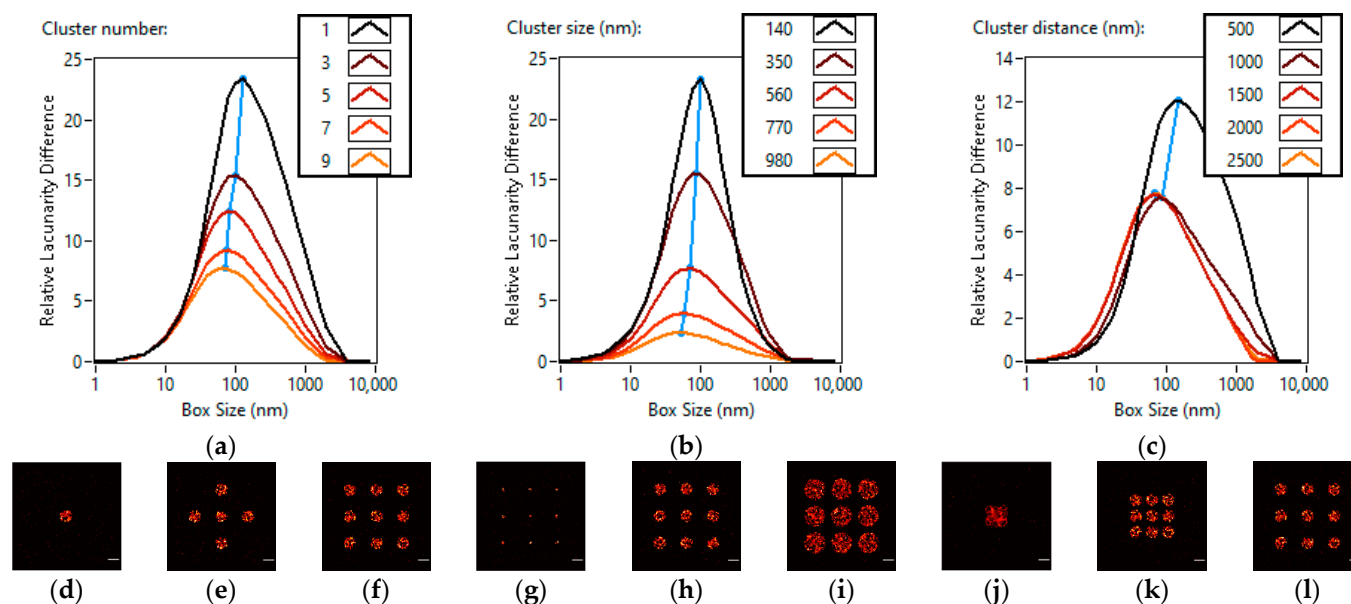 Cluster number:
1
3
5
7
9
Relative Lacunarity Difference
25
20
15
10
5
0
1 10 100 1000 10,000
Box Size (nm)
(a)
Cluster size (nm):
140
350
560
770
980
Relative Lacunarity Difference
25
20
15
10
5
0
1 10 100 1000 10,000
Box Size (nm)
(b)
Cluster distance (nm):
500
1000
1500
2000
2500
Relative Lacunarity Difference
14
12
10
8
6
4
2
0
1 10 100 1000 10,000
Box Size (nm)
(c)
(d) (e) (f) (g) (h) (i) (j) (k) (l)